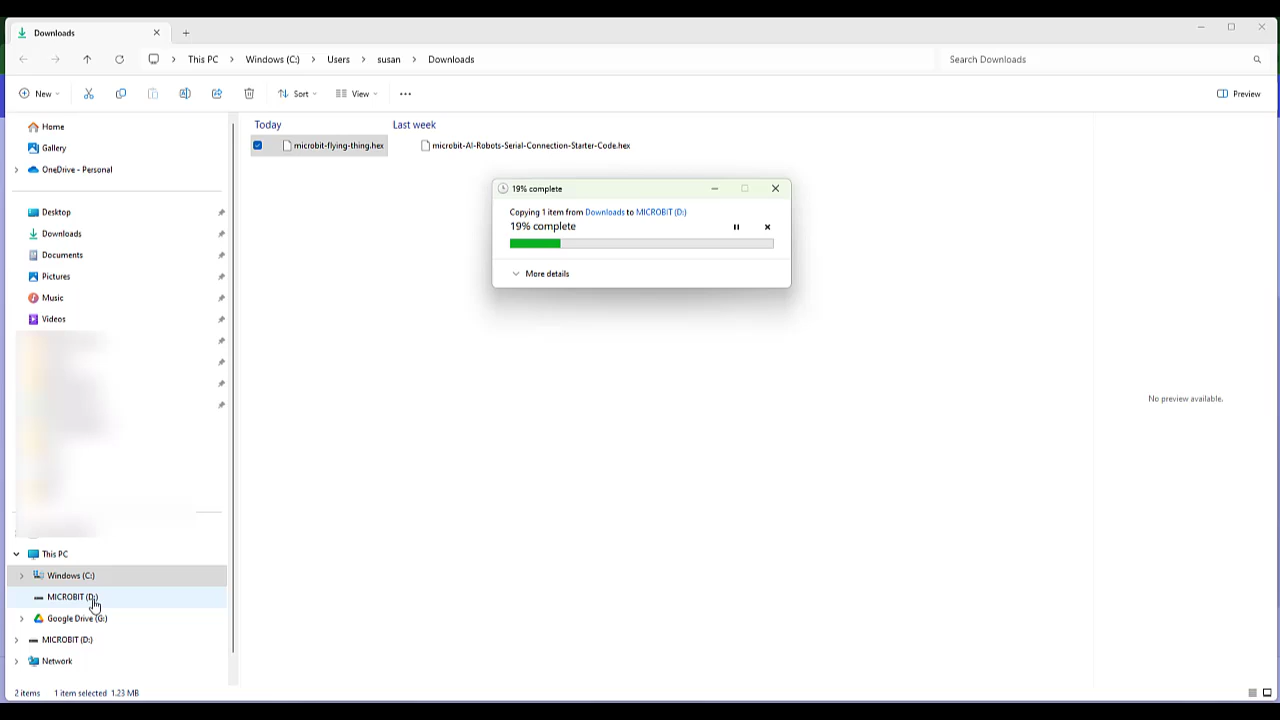 Downloads
This PC > Windows (C:) > Users > susan > Downloads
Search Downloads
New
Sort
View
Preview
Home
Gallery
OneDrive - Personal
Desktop
Downloads
Documents
Pictures
Music
Videos
This PC
Windows (C:)
MICROBIT (D:)
Google Drive (G:)
MICROBIT (D:)
Network
Today
microbit-flying-thing.hex
Last week
microbit-AI-Robots-Serial-Connection-Starter-Code.hex
19% complete
Copying 1 item from Downloads to MICROBIT (D:)
19% complete
More details
No preview available.
2 items
1 item selected 1.23 MB